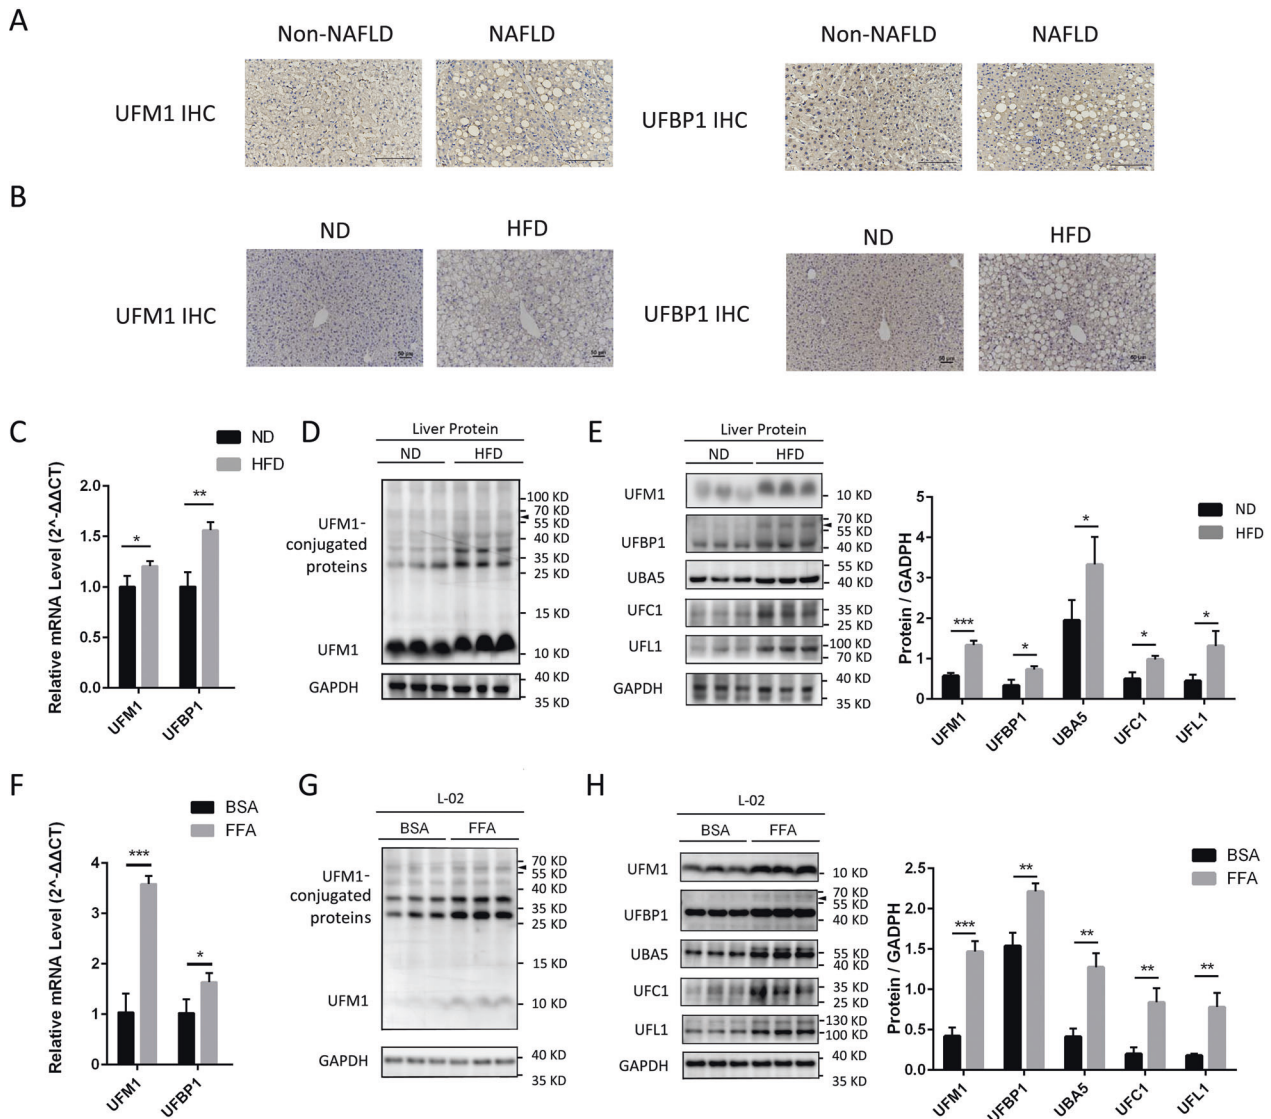 A
Non-NAFLD
NAFLD
Non-NAFLD
NAFLD
UFM1 IHC
UFBP1 IHC
B
ND
HFD
ND
HFD
UFM1 IHC
UFBP1 IHC
50 μm
50 μm
50 μm
50 μm
C
ND
HFD
Relative mRNA Level (2^-ΔΔCT)
2.0
1.5
1.0
0.5
0.0
*
**
UFM1
UFBP1
D
Liver Protein
ND
HFD
UFM1-
conjugated
proteins
UFM1
GAPDH
100 KD
70 KD
55 KD
40 KD
35 KD
25 KD
15 KD
10 KD
40 KD
35 KD
E
Liver Protein
ND
HFD
UFM1
10 KD
UFBP1
70 KD
55 KD
40 KD
UBA5
55 KD
40 KD
UFC1
35 KD
25 KD
UFL1
100 KD
70 KD
GAPDH
40 KD
35 KD
Protein / GADPH
5
4
3
2
1
0
ND
HFD
***
*
*
*
*
UFM1
UFBP1
UBA5
UFC1
UFL1
F
BSA
FFA
Relative mRNA Level (2^-ΔΔCT)
4
3
2
1
0
***
*
UFM1
UFBP1
G
L-02
BSA
FFA
UFM1-
conjugated
proteins
UFM1
GAPDH
70 KD
55 KD
40 KD
35 KD
25 KD
15 KD
10 KD
40 KD
35 KD
H
L-02
BSA
FFA
UFM1
10 KD
UFBP1
70 KD
55 KD
40 KD
UBA5
55 KD
40 KD
UFC1
35 KD
25 KD
UFL1
130 KD
100 KD
GAPDH
40 KD
35 KD
Protein / GADPH
2.5
2.0
1.5
1.0
0.5
0.0
BSA
FFA
***
**
**
**
**
UFM1
UFBP1
UBA5
UFC1
UFL1